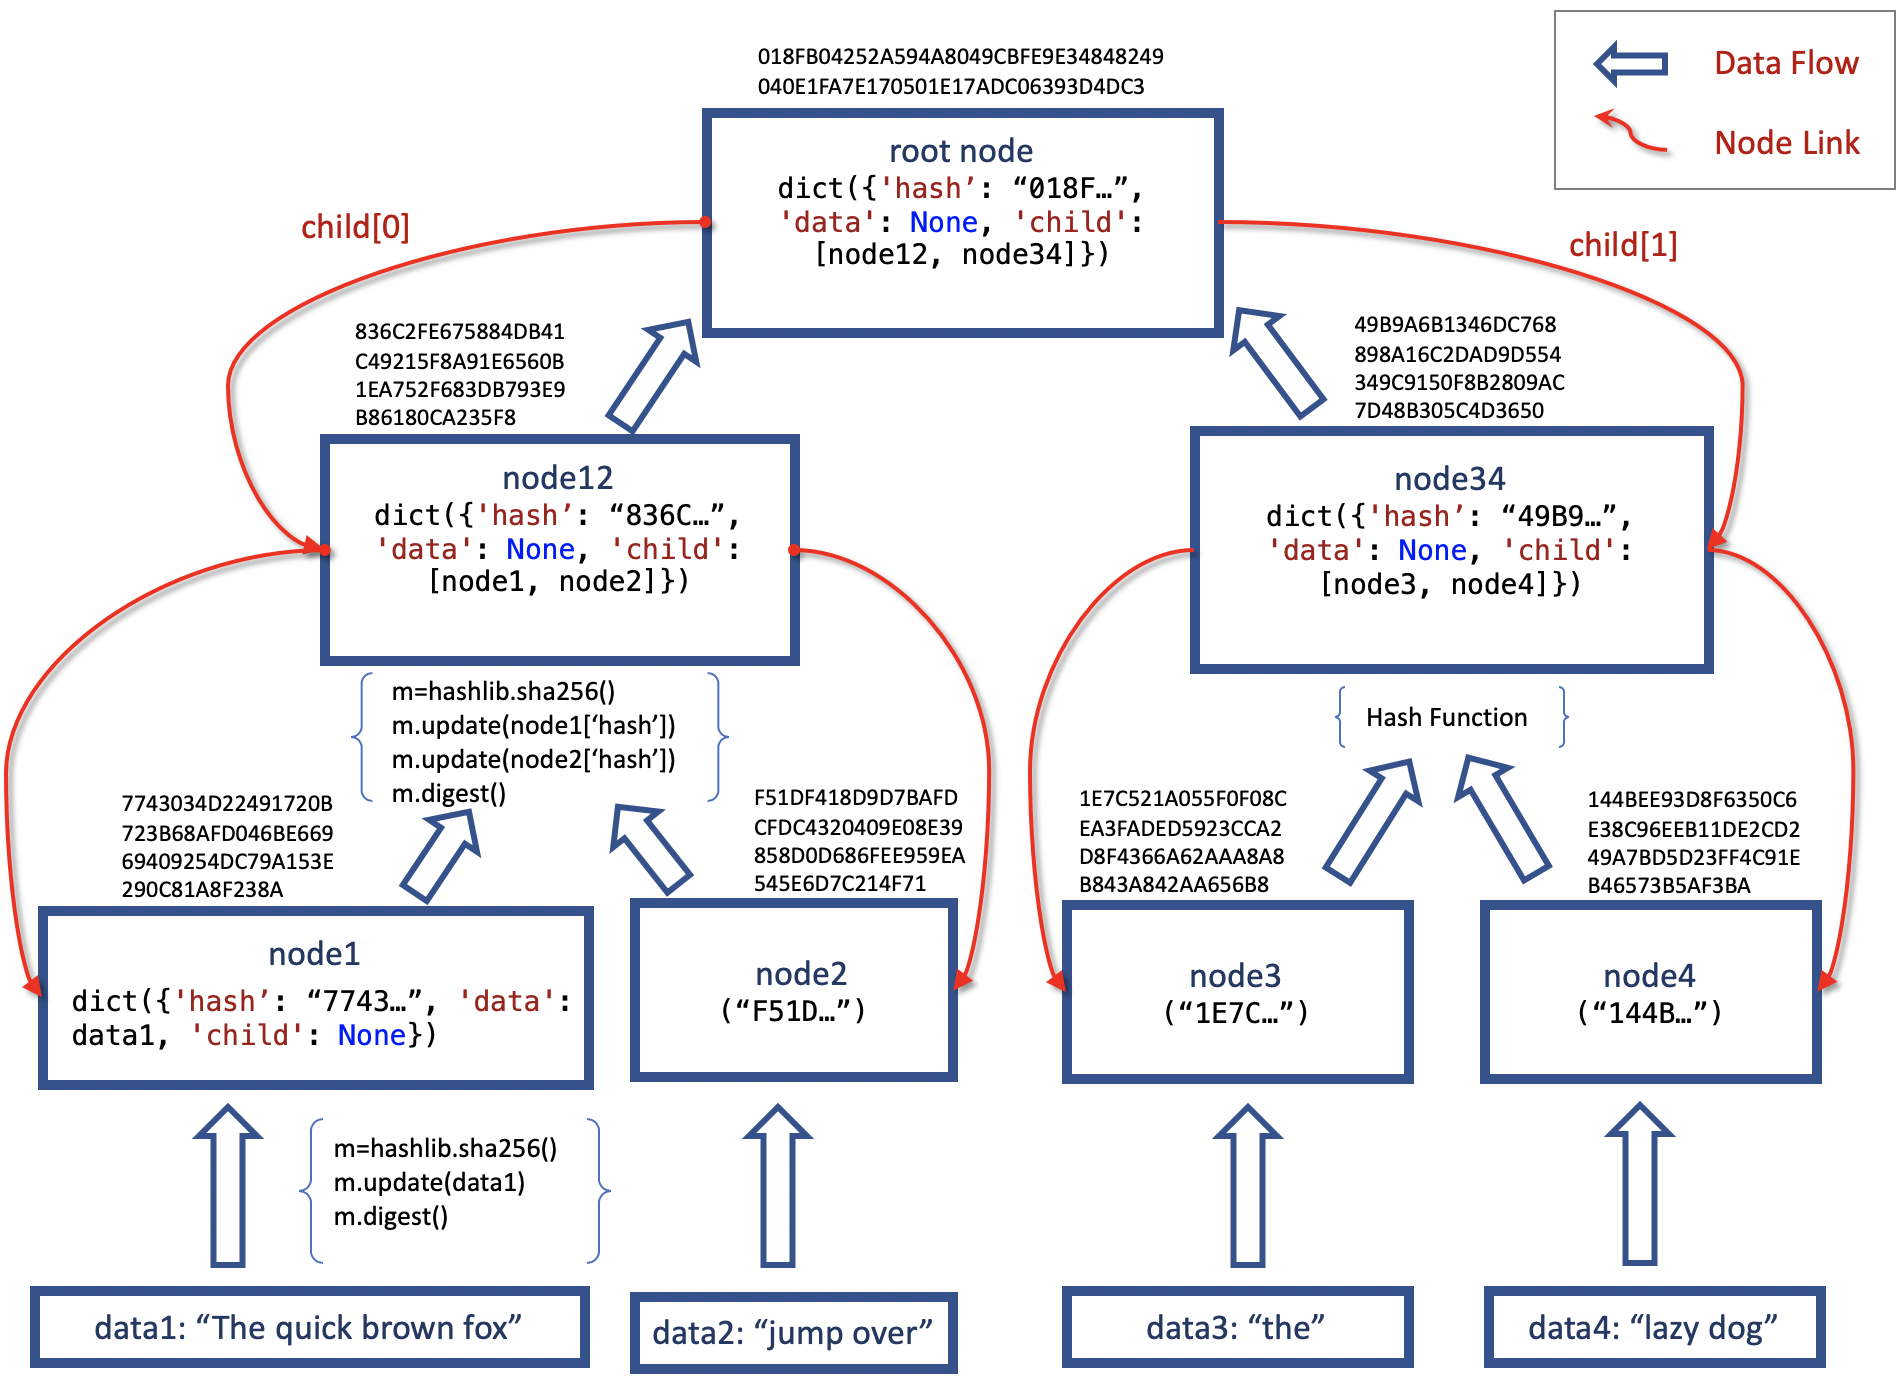 018FB04252A594A8049CBFE9E34848249
040E1FA7E170501E17ADC06393D4DC3
Data Flow
Node Link
root node
dict({'hash’: “018F…”,
'data': None, 'child':
[node12, node34]})
child[0]
child[1]
836C2FE675884DB41
C49215F8A91E6560B
1EA752F683DB793E9
B86180CA235F8
49B9A6B1346DC768
898A16C2DAD9D554
349C9150F8B2809AC
7D48B305C4D3650
node12
dict({'hash’: “836C…”,
'data': None, 'child':
[node1, node2]})
node34
dict({'hash’: “49B9…”,
'data': None, 'child':
[node3, node4]})
m=hashlib.sha256()
m.update(node1[‘hash’])
m.update(node2[‘hash’])
m.digest()
Hash Function
7743034D22491720B
723B68AFD046BE669
69409254DC79A153E
290C81A8F238A
F51DF418D9D7BAFD
CFDC4320409E08E39
858D0D686FEE959EA
545E6D7C214F71
1E7C521A055F0F08C
EA3FADED5923CCA2
D8F4366A62AAA8A8
B843A842AA656B8
144BEE93D8F6350C6
E38C96EEB11DE2CD2
49A7BD5D23FF4C91E
B46573B5AF3BA
node1
dict({'hash’: “7743…”, 'data':
data1, 'child': None})
node2
(“F51D…”)
node3
(“1E7C…”)
node4
(“144B…”)
m=hashlib.sha256()
m.update(data1)
m.digest()
data1: “The quick brown fox”
data2: “jump over”
data3: “the”
data4: “lazy dog”